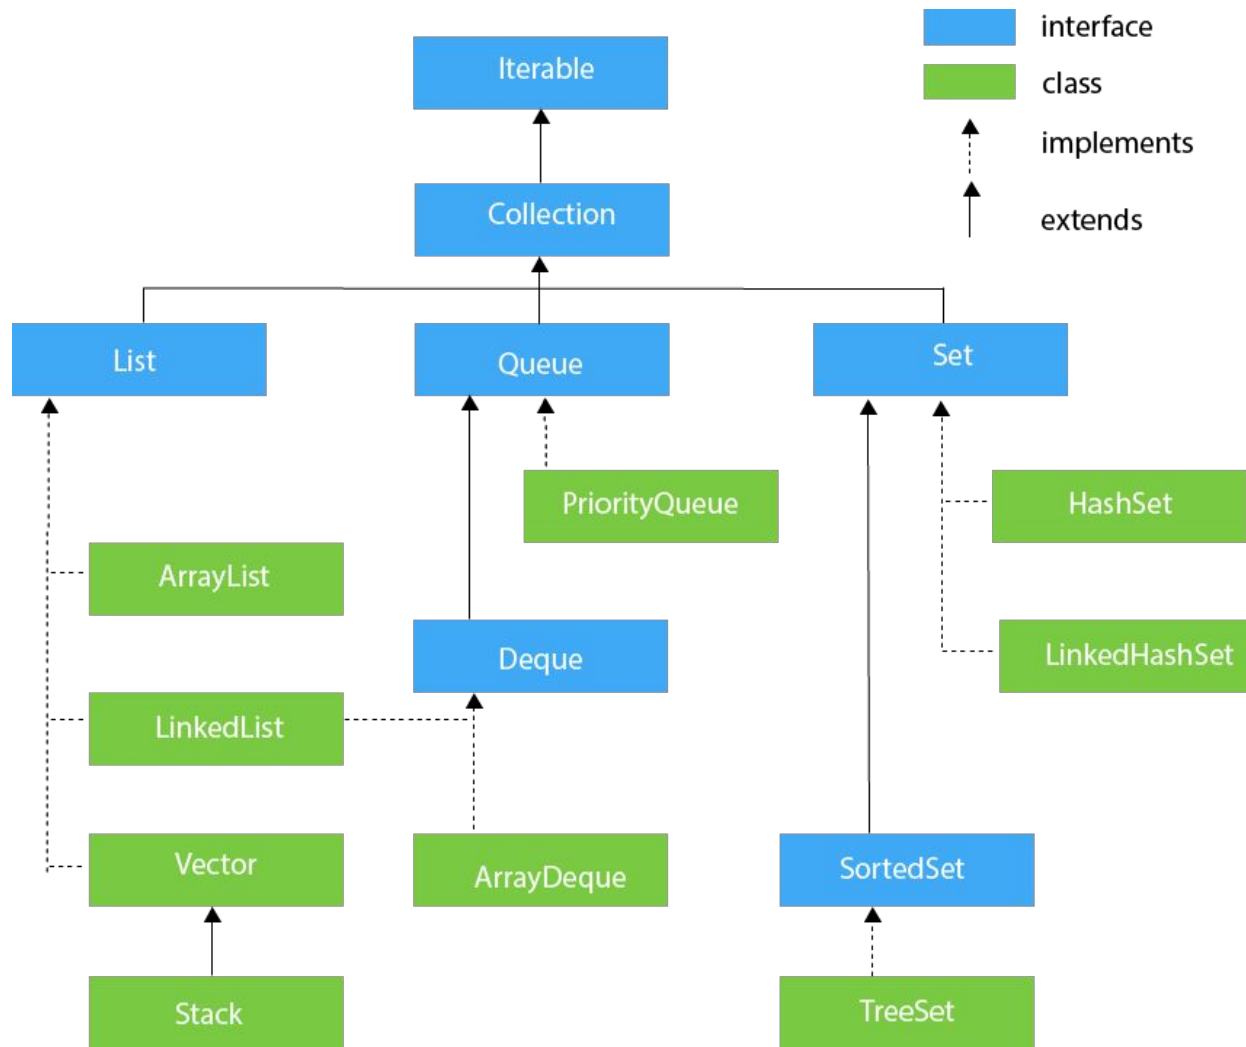 interface
Iterable
class
implements
Collection
extends
List
Queue
Set
PriorityQueue
HashSet
ArrayList
Deque
LinkedHashSet
LinkedList
Vector
ArrayDeque
SortedSet
Stack
TreeSet